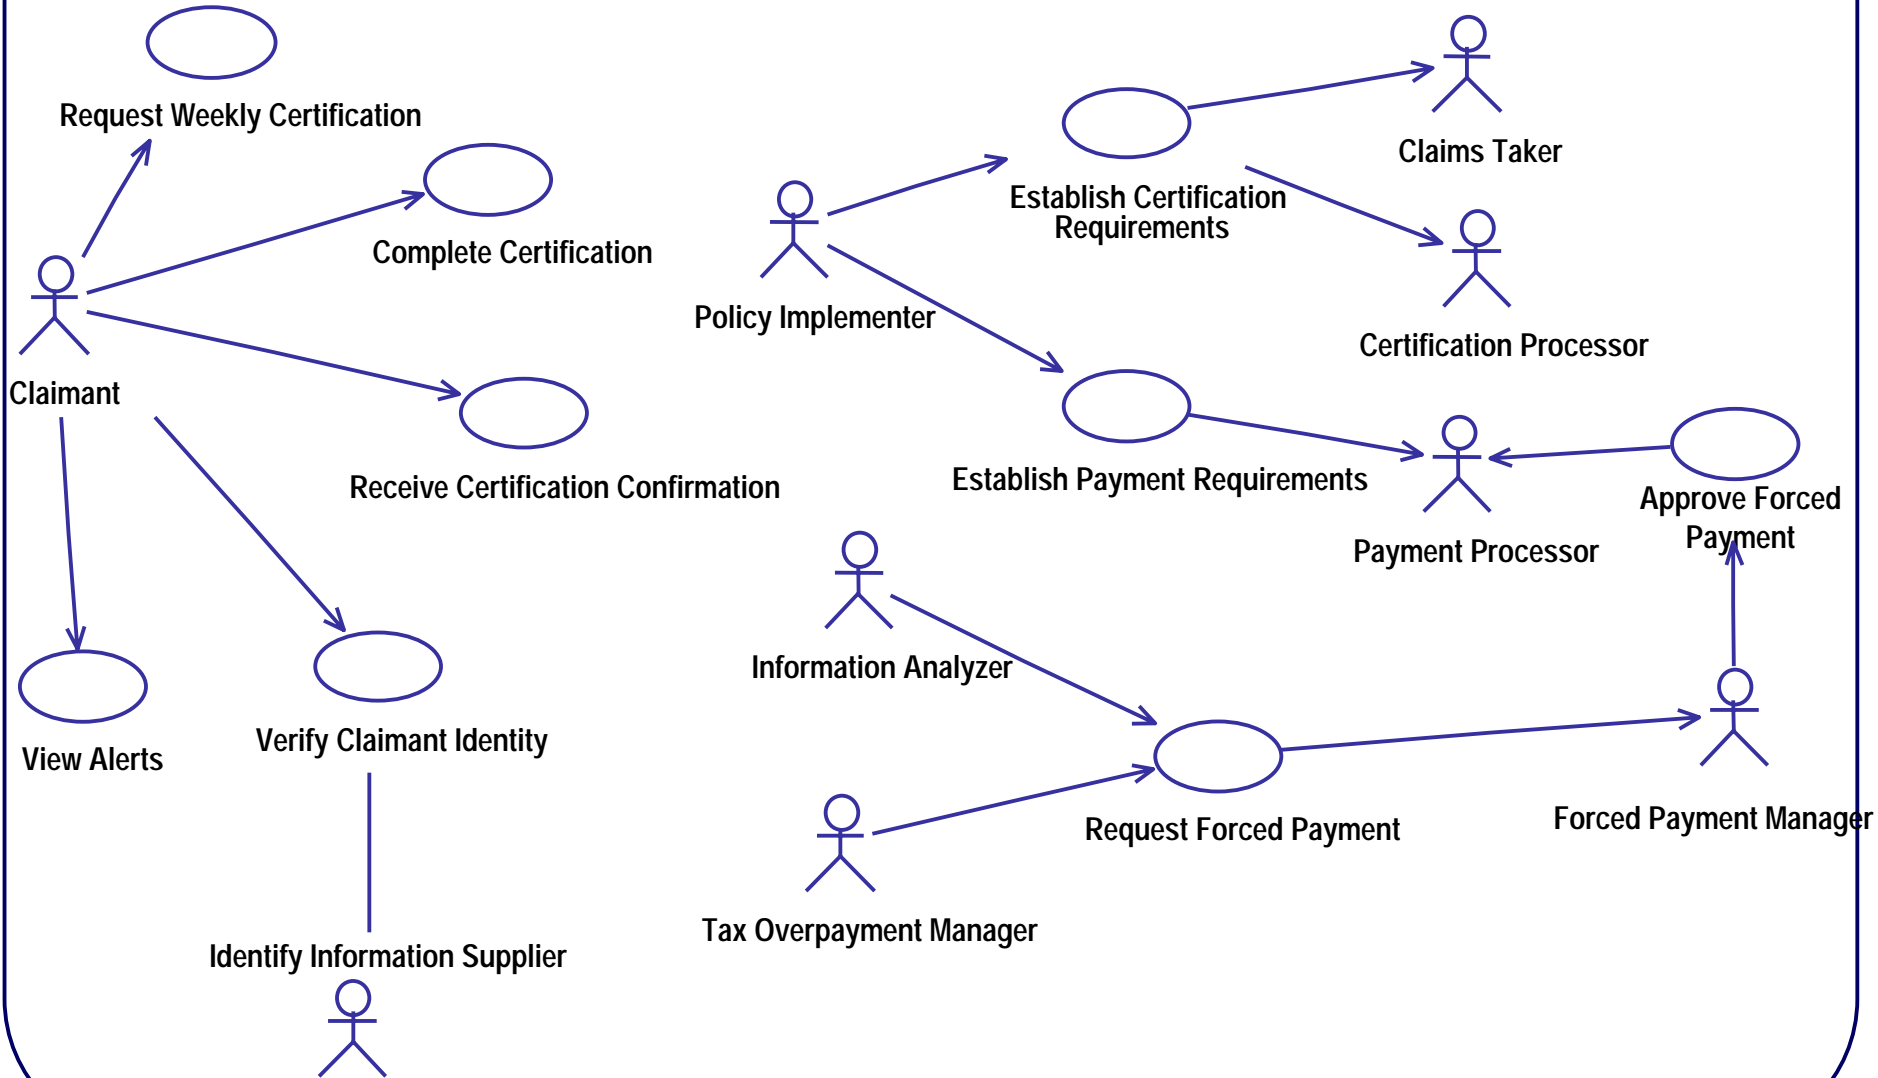 Request Weekly Certification
Complete Certification
Claimant
Receive Certification Confirmation
View Alerts
Verify Claimant Identity
Identify Information Supplier
Claims Taker
Establish Certification
Requirements
Policy Implementer
Certification Processor
Establish Payment Requirements
Approve Forced
Payment
Payment Processor
Information Analyzer
Request Forced Payment
Forced Payment Manager
Tax Overpayment Manager